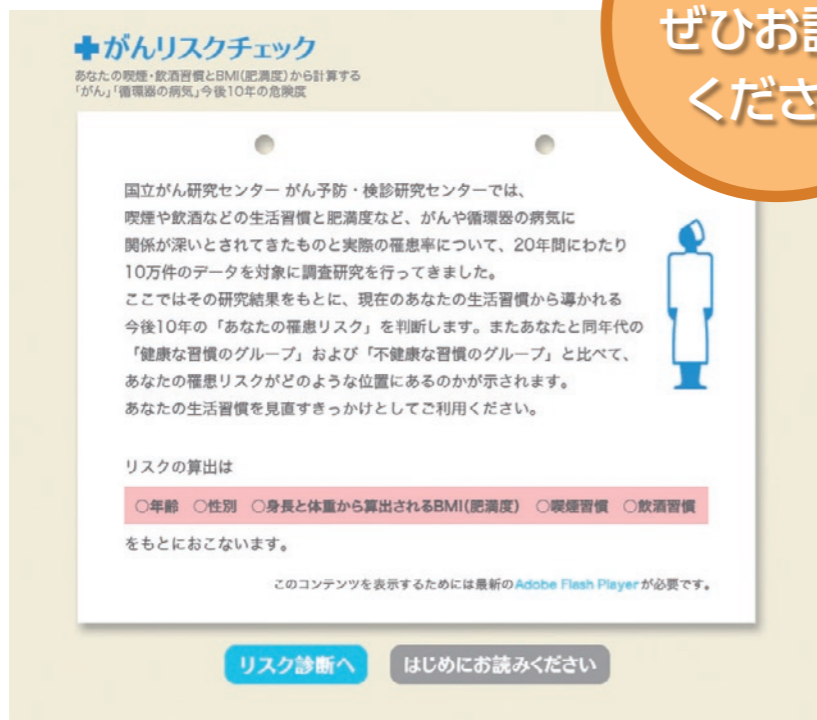 がんリスクチェック
あなたの喫煙・飲酒習慣とBMI(肥満度)から計算する
「がん」「循環器の病気」今後10年の危険度
ぜひお
くださ
国立がん研究センター がん予防・検診研究センターでは、
喫煙や飲酒などの生活習慣と肥満度など、がんや循環器の病気に
関係が深いとされてきたものと実際の罹患率について、20年間にわたり
10万件のデータを対象に調査研究を行ってきました。
ここではその研究結果をもとに、現在のあなたの生活習慣から導かれる
今後10年の「あなたの罹患リスク」を判断します。またあなたと同年代の
「健康な習慣のグループ」および「不健康な習慣のグループ」と比べて、
あなたの罹患リスクがどのような位置にあるのかが示されます。
あなたの生活習慣を見直すきっかけとしてご利用ください。
リスクの算出は
○年齢 ○性別 ○身長と体重から算出されるBMI(肥満度) ○喫煙習慣 ○飲酒習慣
をもとにおこないます。
このコンテンツを表示するためには最新のAdobe Flash Playerが必要です。
リスク診断へ
はじめにお読みください